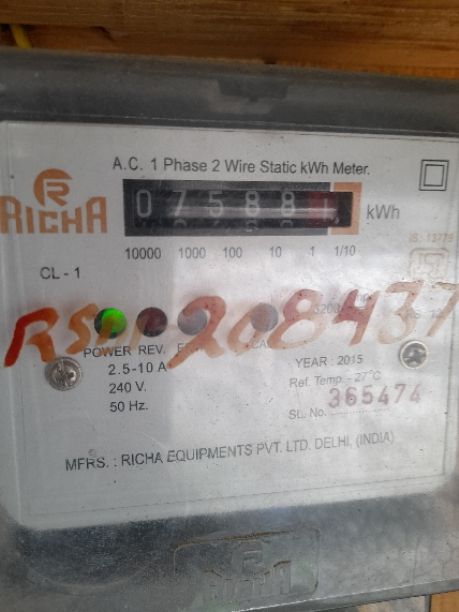 A.C. 1 Phase 2 Wire Static kWh Meter.
RICHA
07588
kWh
10000 1000 100 10 1 1/10
IS: 13779
CL - 1
3200
208437
POWER REV.
2.5-10 A
240 V.
50 Hz.
YEAR : 2015
Ref. Temp. - 27°C
SL. No. 365474
MFRS. : RICHA EQUIPMENTS PVT. LTD. DELHI, (INDIA)
RICHA